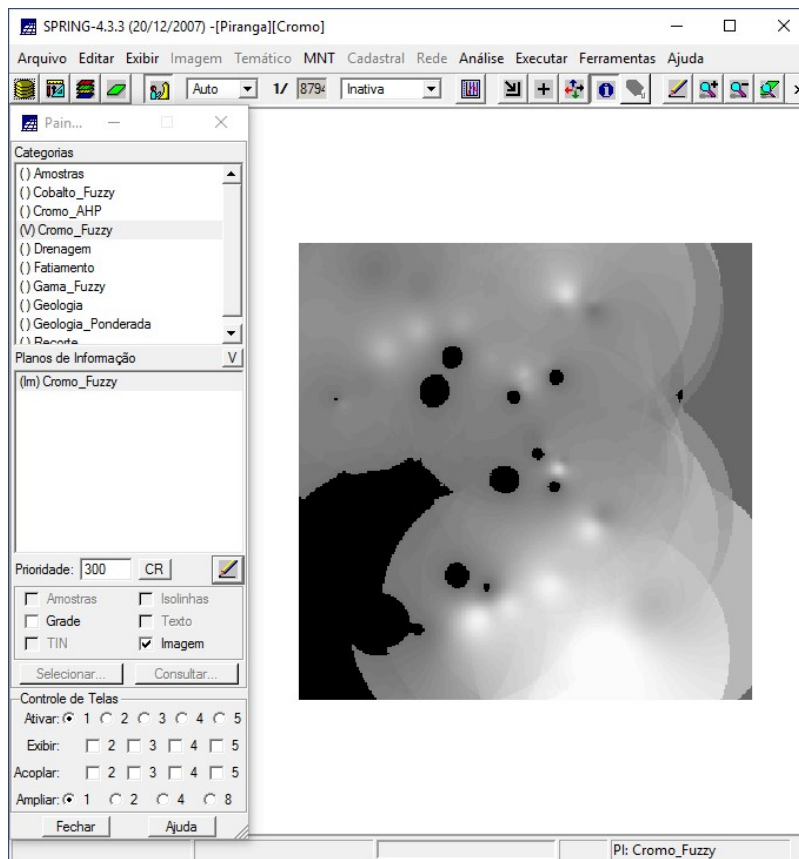 SPRING-4.3.3 (20/12/2007) -[Piranga][Cromo]
Arquivo Editar Exibir Imagem Temático MNT Cadastral Rede Análise Executar Ferramentas Ajuda
Auto 1/ 8794 Inativa
Pain...
Categorias
() Amostras
() Cobalto_Fuzzy
() Cromo_AHP
(V) Cromo_Fuzzy
() Drenagem
() Fatiamento
() Gama_Fuzzy
() Geologia
() Geologia_Ponderada
() Recorte
Planos de Informação V
(Im) Cromo_Fuzzy
Prioridade: 300 CR
Amostras Isolinhas
Grade Texto
TIN Imagem
Selecionar... Consultar...
Controle de Telas
Ativar: 1 2 3 4 5
Exibir: 2 3 4 5
Acoplar: 2 3 4 5
Ampliar: 1 2 4 8
Fechar Ajuda
PI: Cromo_Fuzzy